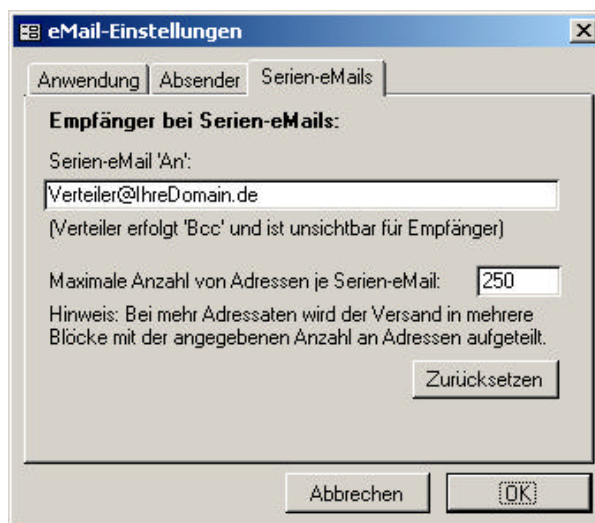 eMail-Einstellungen
Anwendung Absender Serien-eMails
Empfänger bei Serien-eMails:
Serien-eMail 'An':
Verteiler@IhreDomain.de
(Verteiler erfolgt 'Bcc' und ist unsichtbar für Empfänger)
Maximale Anzahl von Adressen je Serien-eMail: 250
Hinweis: Bei mehr Adressaten wird der Versand in mehrere
Blöcke mit der angegebenen Anzahl an Adressen aufgeteilt.
Zurücksetzen
Abbrechen OK